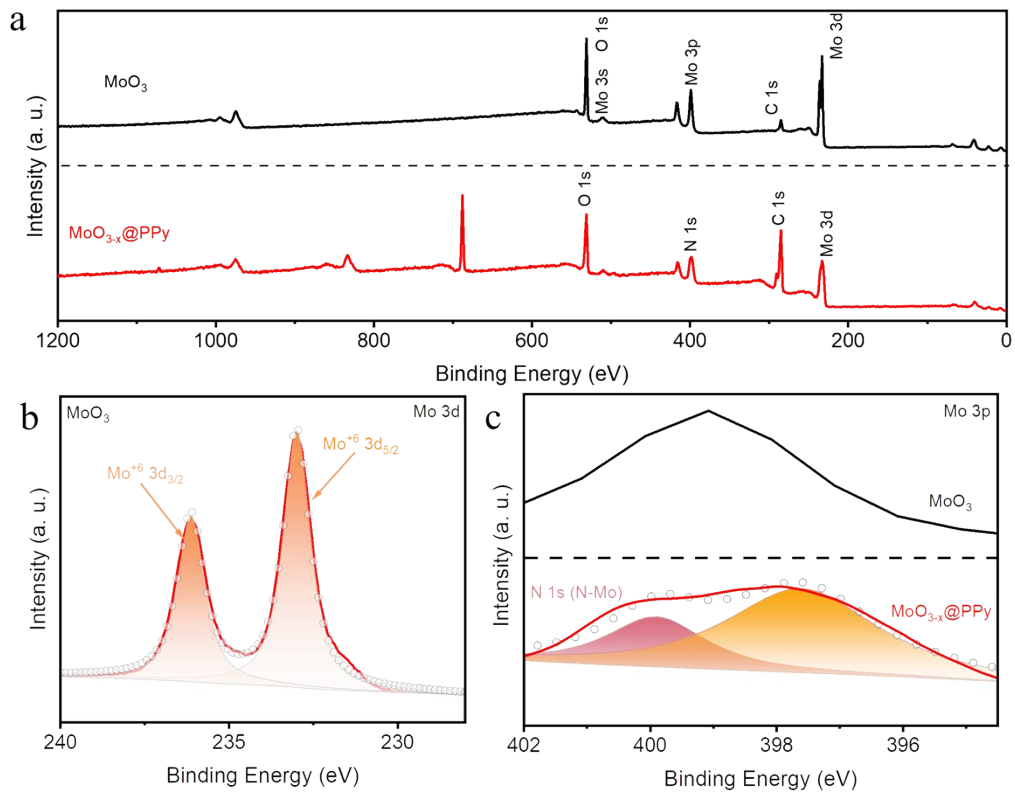 a
MoO₃
O 1s
Mo 3s
Mo 3p
C 1s
Mo 3d
Intensity (a. u.)
MoO₃₋ₓ@PPy
O 1s
N 1s
C 1s
Mo 3d
1200 1000 800 600 400 200 0
Binding Energy (eV)
b
MoO₃ Mo 3d
Mo⁺⁶ 3d₅/₂
Mo⁺⁶ 3d₃/₂
Intensity (a. u.)
240 235 230
Binding Energy (eV)
c
Mo 3p
MoO₃
Intensity (a. u.)
N 1s (N-Mo)
MoO₃₋ₓ@PPy
402 400 398 396
Binding Energy (eV)